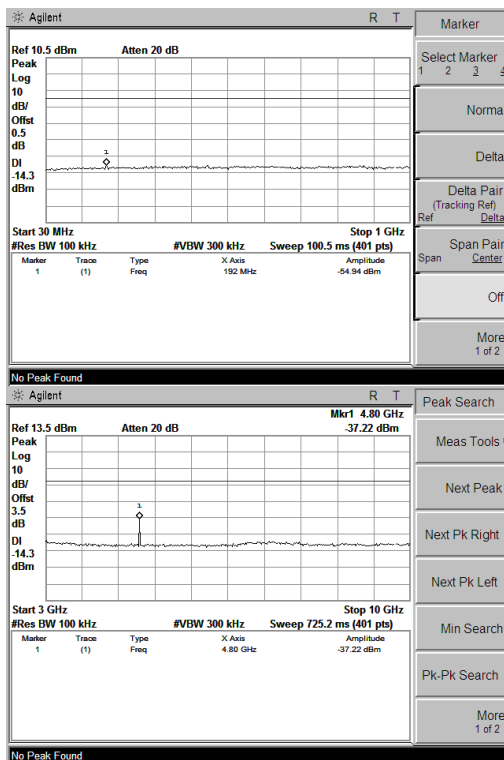 Agilent R T
Marker
Ref 10.5 dBm Atten 20 dB
Peak
Log
10
dB/
Offst
0.5
dB
DI
-14.3
dBm
1
Start 30 MHz Stop 1 GHz
#Res BW 100 kHz #VBW 300 kHz Sweep 100.5 ms (401 pts)
Marker Trace Type X Axis Amplitude
1 (1) Freq 192 MHz -54.94 dBm
No Peak Found
Select Marker
1 2 3 4
Norma
Delta
Delta Pair
(Tracking Ref)
Ref Delta
Span Pair
Span Center
Off
More
1 of 2
Agilent R T
Peak Search
Mkr1 4.80 GHz
Ref 13.5 dBm Atten 20 dB -37.22 dBm
Peak
Log
10
dB/
Offst
3.5
dB
DI
-14.3
dBm
1
Start 3 GHz Stop 10 GHz
#Res BW 100 kHz #VBW 300 kHz Sweep 725.2 ms (401 pts)
Marker Trace Type X Axis Amplitude
1 (1) Freq 4.80 GHz -37.22 dBm
No Peak Found
Meas Tools
Next Peak
Next Pk Right
Next Pk Left
Min Search
Pk-Pk Search
More
1 of 2